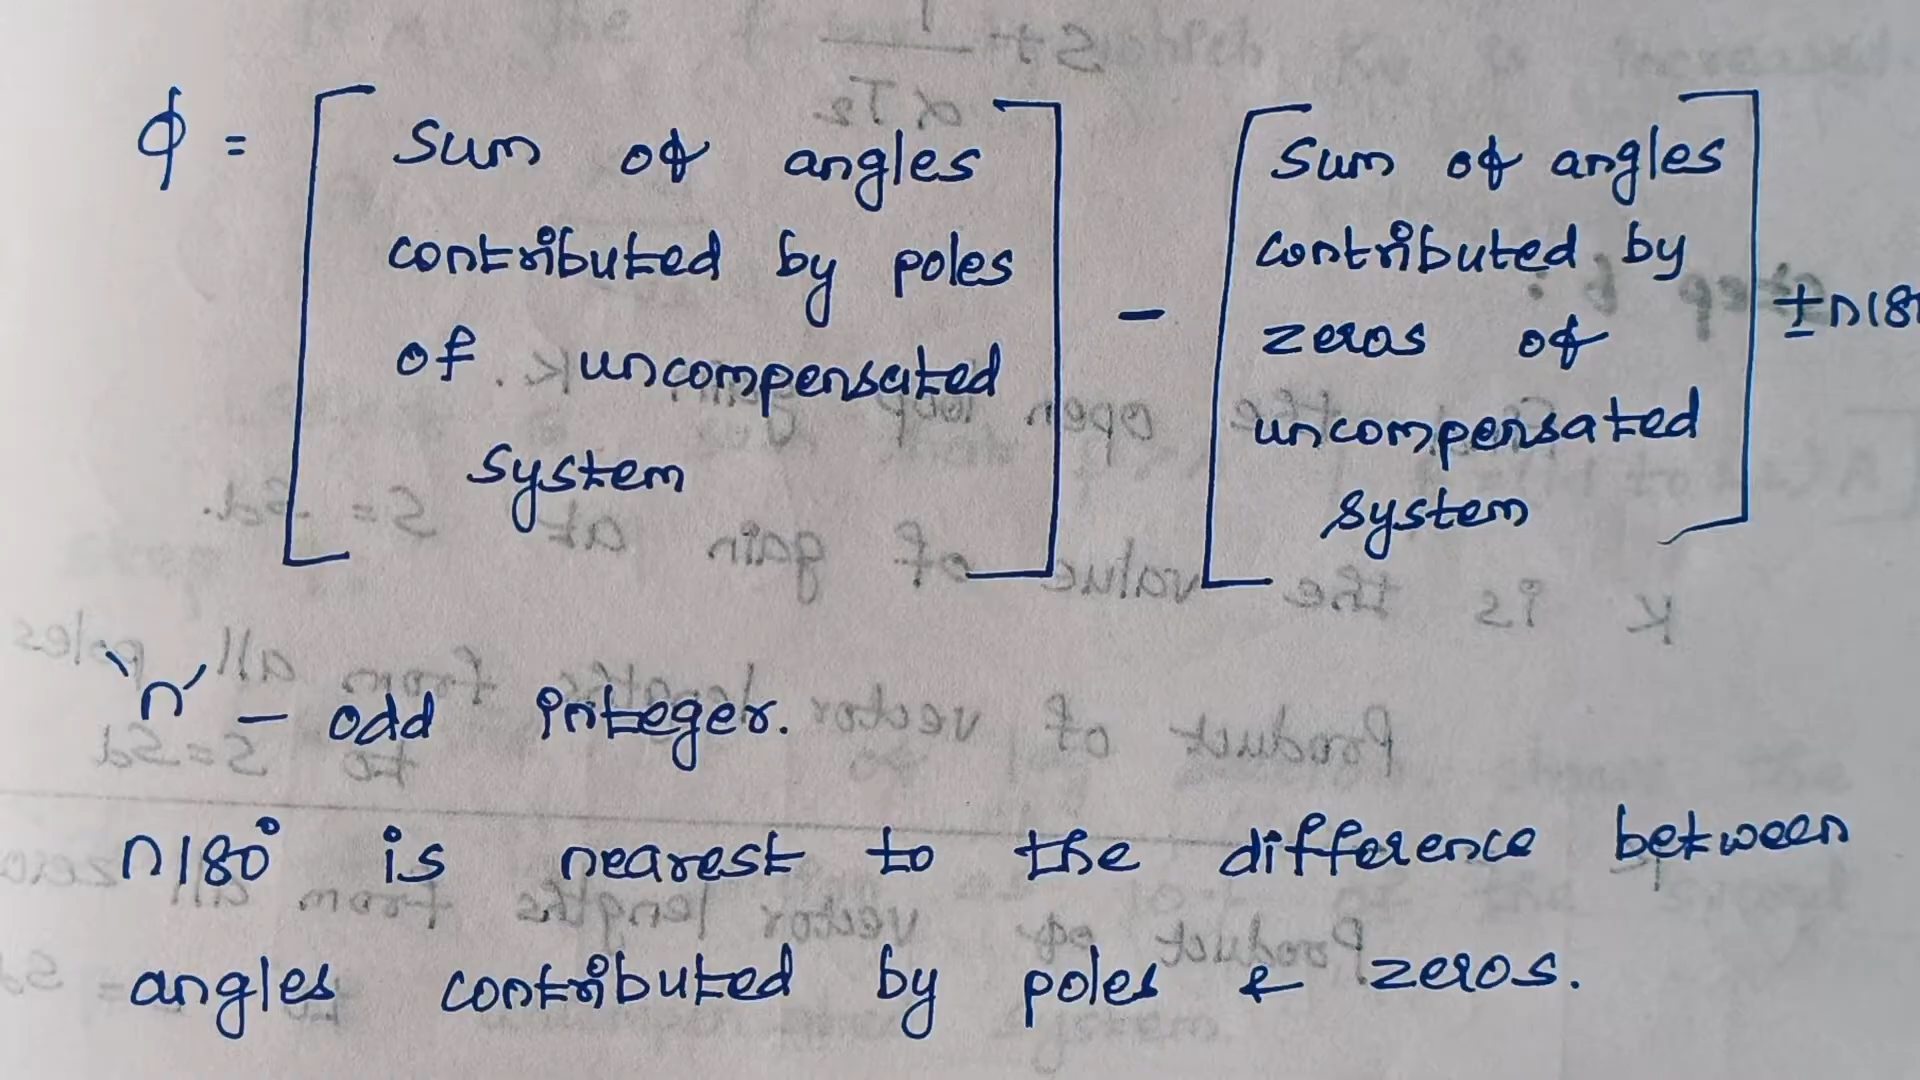 φ = [Sum of angles contributed by poles of uncompensated system] - [Sum of angles contributed by zeros of uncompensated system] ±n18
'n' - odd integer.
n180° is nearest to the difference between
angles contributed by poles & zeros.